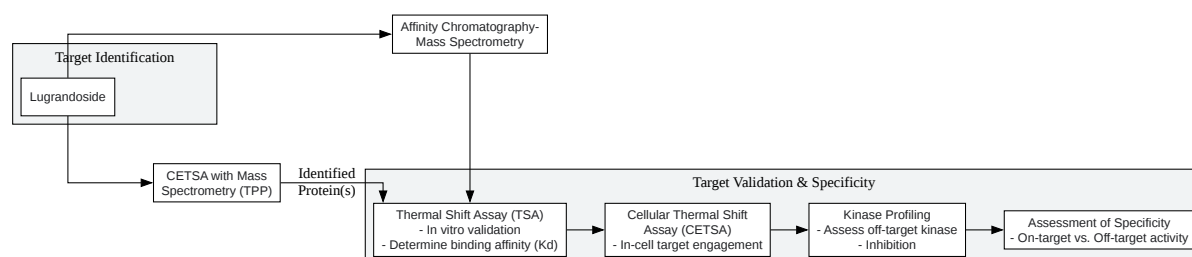 Affinity Chromatography-
Mass Spectrometry
Target Identification
Lugrandoside
CETSA with Mass
Spectrometry (TPP)
Identified
Protein(s)
Target Validation & Specificity
Thermal Shift Assay (TSA)
- In vitro validation
- Determine binding affinity (Kd)
Cellular Thermal Shift
Assay (CETSA)
- In-cell target engagement
Kinase Profiling
- Assess off-target kinase
- Inhibition
Assessment of Specificity
- On-target vs. Off-target activity